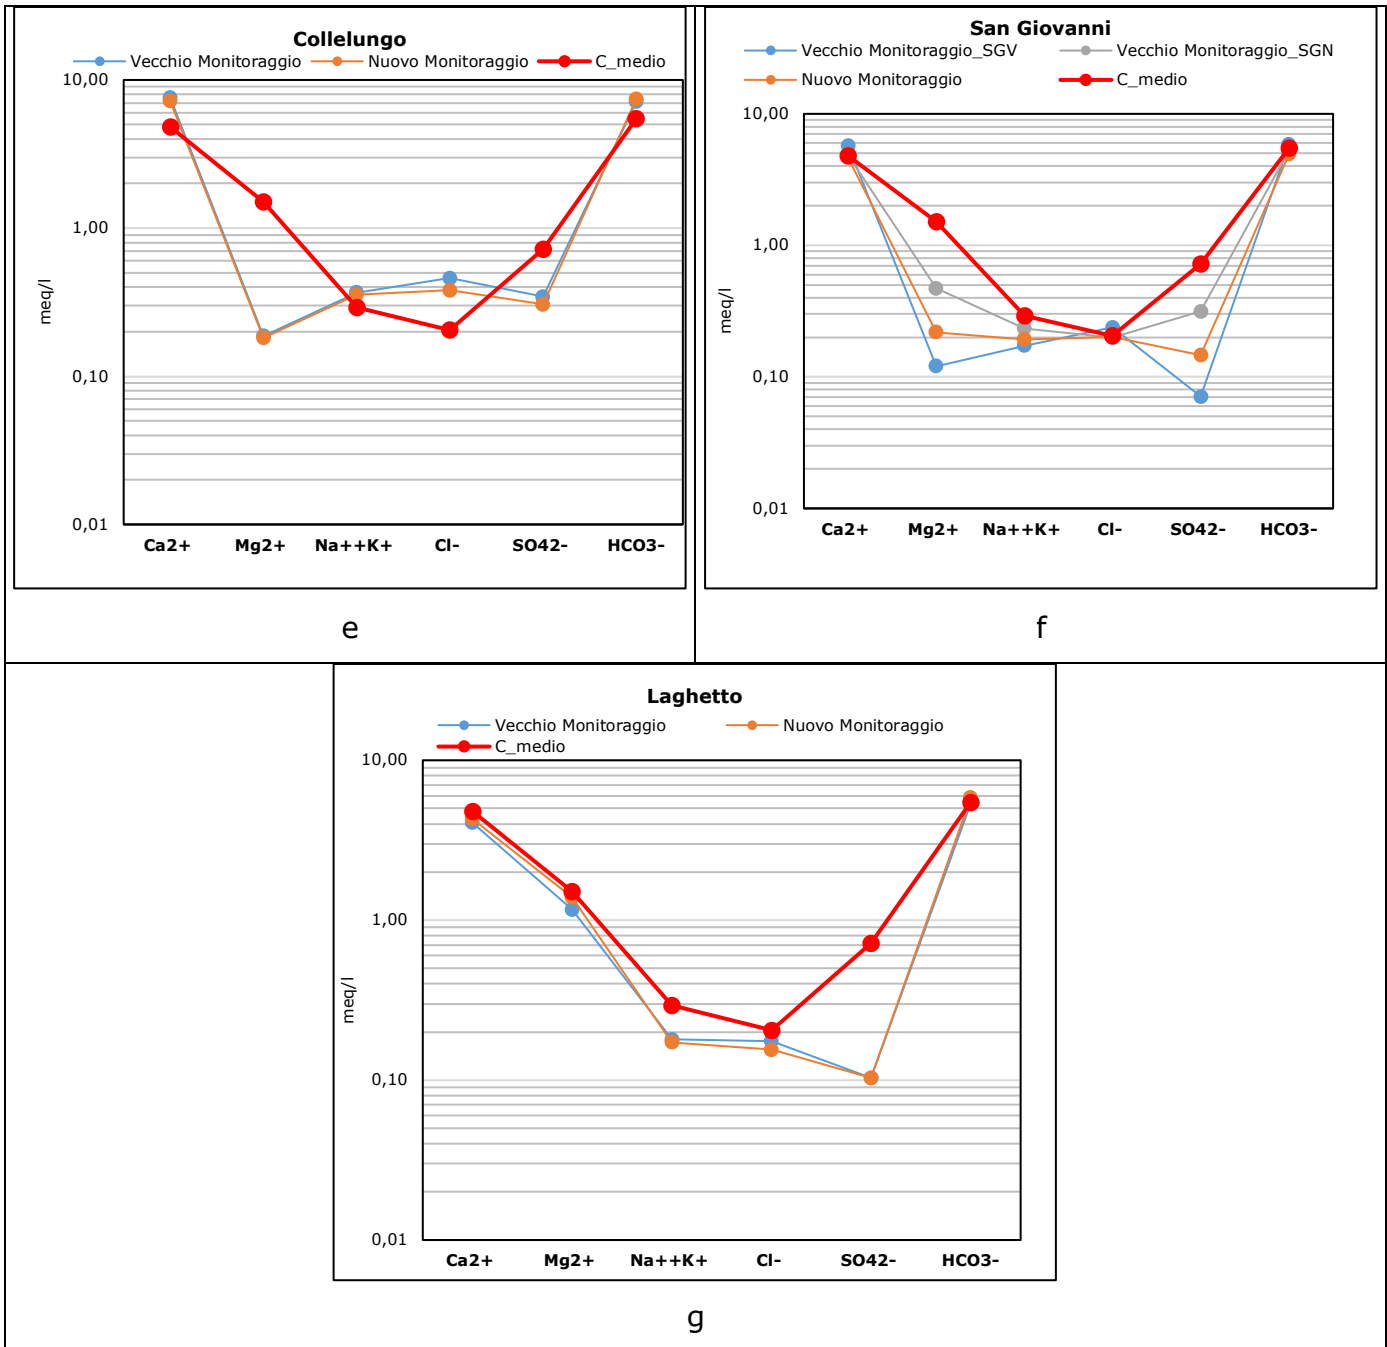 Collelungo
Vecchio Monitoraggio Nuovo Monitoraggio C_medio
10,00
1,00
0,10
0,01
meq/l
Ca2+ Mg2+ Na++K+ Cl- SO42- HCO3-
e
San Giovanni
Vecchio Monitoraggio_SGV Vecchio Monitoraggio_SGN
Nuovo Monitoraggio C_medio
10,00
1,00
0,10
0,01
meq/l
Ca2+ Mg2+ Na++K+ Cl- SO42- HCO3-
f
Laghetto
Vecchio Monitoraggio Nuovo Monitoraggio
C_medio
10,00
1,00
0,10
0,01
meq/l
Ca2+ Mg2+ Na++K+ Cl- SO42- HCO3-
g